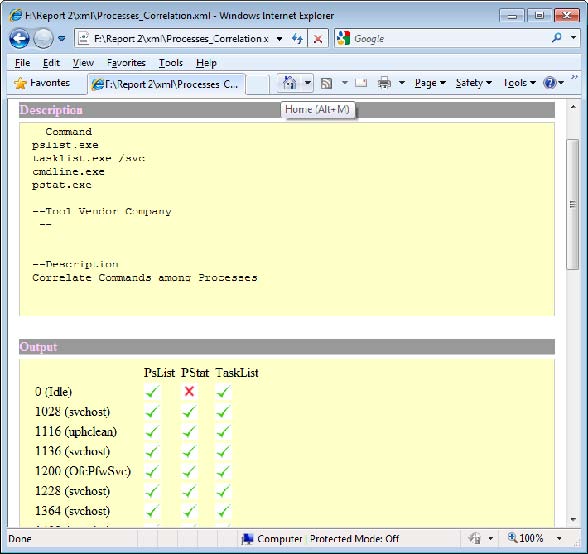 F:\Report 2\xml\Processes_Correlation.xml - Windows Internet Explorer
F:\Report 2\xml\Processes_Correlation.x
Google
File Edit View Favorites Tools Help
Favorites F:\Report 2\xml\Processes C...
Page Safety Tools
Home (Alt+M)
Description
Command
pslist.exe
tasklist.exe /svc
cmdline.exe
pstat.exe
--Tool Vendor Company
--
--Description
Correlate Commands among Processes
Output
PsList PStat TaskList
0 (Idle)
1028 (svchost)
1116 (uphclean)
1136 (svchost)
1200 (OfcPfwSvc)
1228 (svchost)
1364 (svchost)
Done Computer | Protected Mode: Off 100%